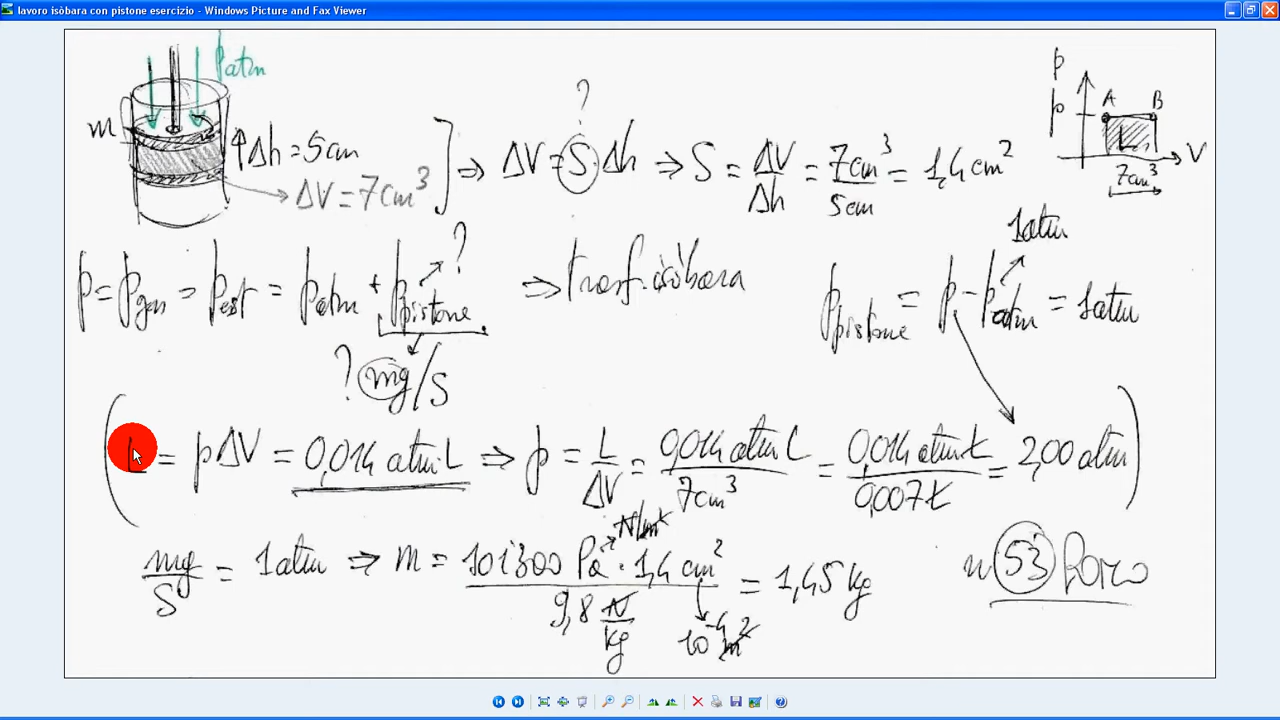 lavoro isòbara con pistone esercizio - Windows Picture and Fax Viewer
patm
m
↑Δh = 5cm
ΔV = 7cm³
] ⇒ ΔV = S·Δh ⇒ S = ΔV/Δh = 7cm³/5cm = 1,4 cm²
?
p
p
A B
L
V
7cm³
p = pgas = pest = patm + ppistone ⇒ trasf. isòbara
?
? mg/S
ppistone = p - patm = 1atm
1atm
(L = pΔV = 0,014 atm·L ⇒ p = L/ΔV = 0,014 atm L/7cm³ = 0,014 atm L/0,007 L = 2,00 atm)
mg/S = 1atm ⇒ m = 101300 Pa · 1,4 cm²/9,8 N/kg = 1,45 kg
N/m²
10⁻⁴ m²
53